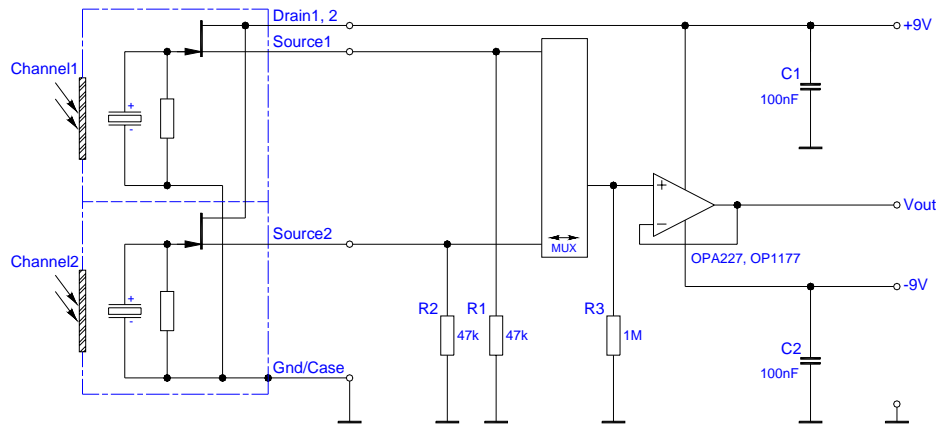 Drain1, 2
+9V
Source1
Channel1
+
-
C1
100nF
+
-
Vout
Source2
MUX
OPA227, OP1177
Channel2
+
-
-9V
R2
47k
R1
47k
R3
1M
C2
100nF
Gnd/Case